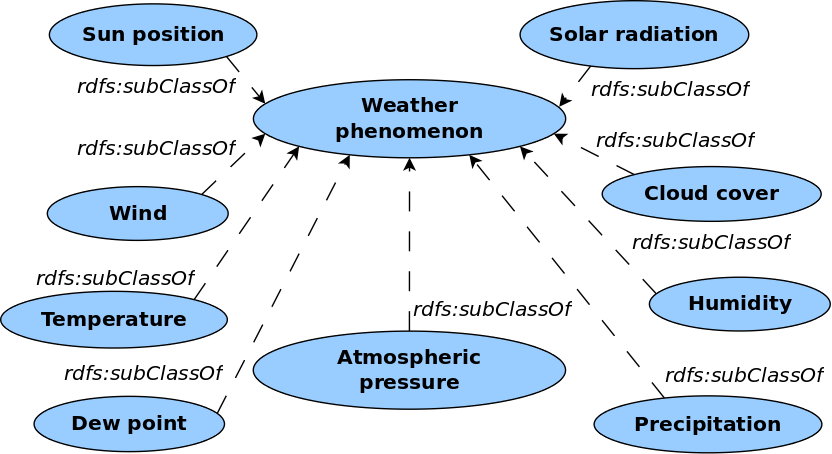 Sun position
Solar radiation
rdfs:subClassOf
rdfs:subClassOf
Weather
phenomenon
rdfs:subClassOf
rdfs:subClassOf
Wind
Cloud cover
rdfs:subClassOf
rdfs:subClassOf
Temperature
Humidity
rdfs:subClassOf
Atmospheric
pressure
rdfs:subClassOf
rdfs:subClassOf
Dew point
Precipitation